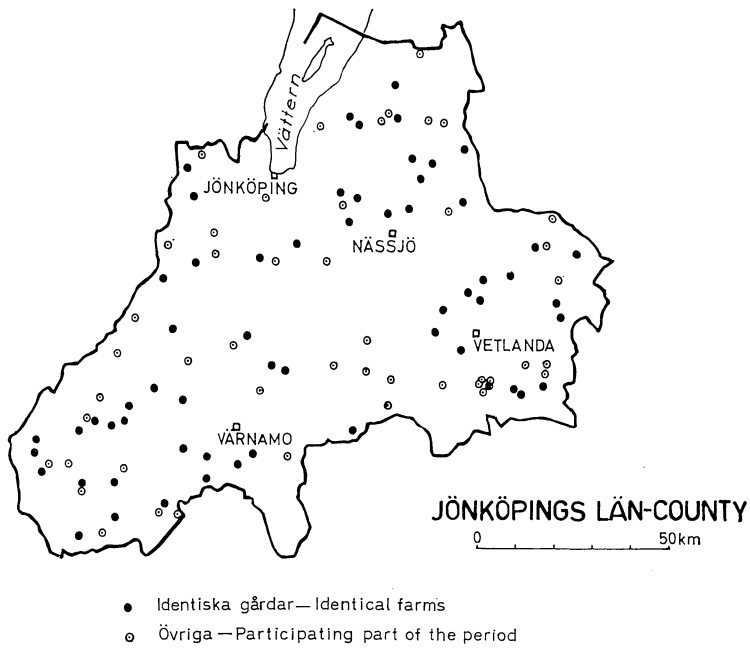 Vättern
JÖNKÖPING
NÄSSJÖ
VETLANDA
VÄRNAMO
JÖNKÖPINGS LÄN-COUNTY
0 50km
Identiska gårdar—Identical farms
Övriga—Participating part of the period